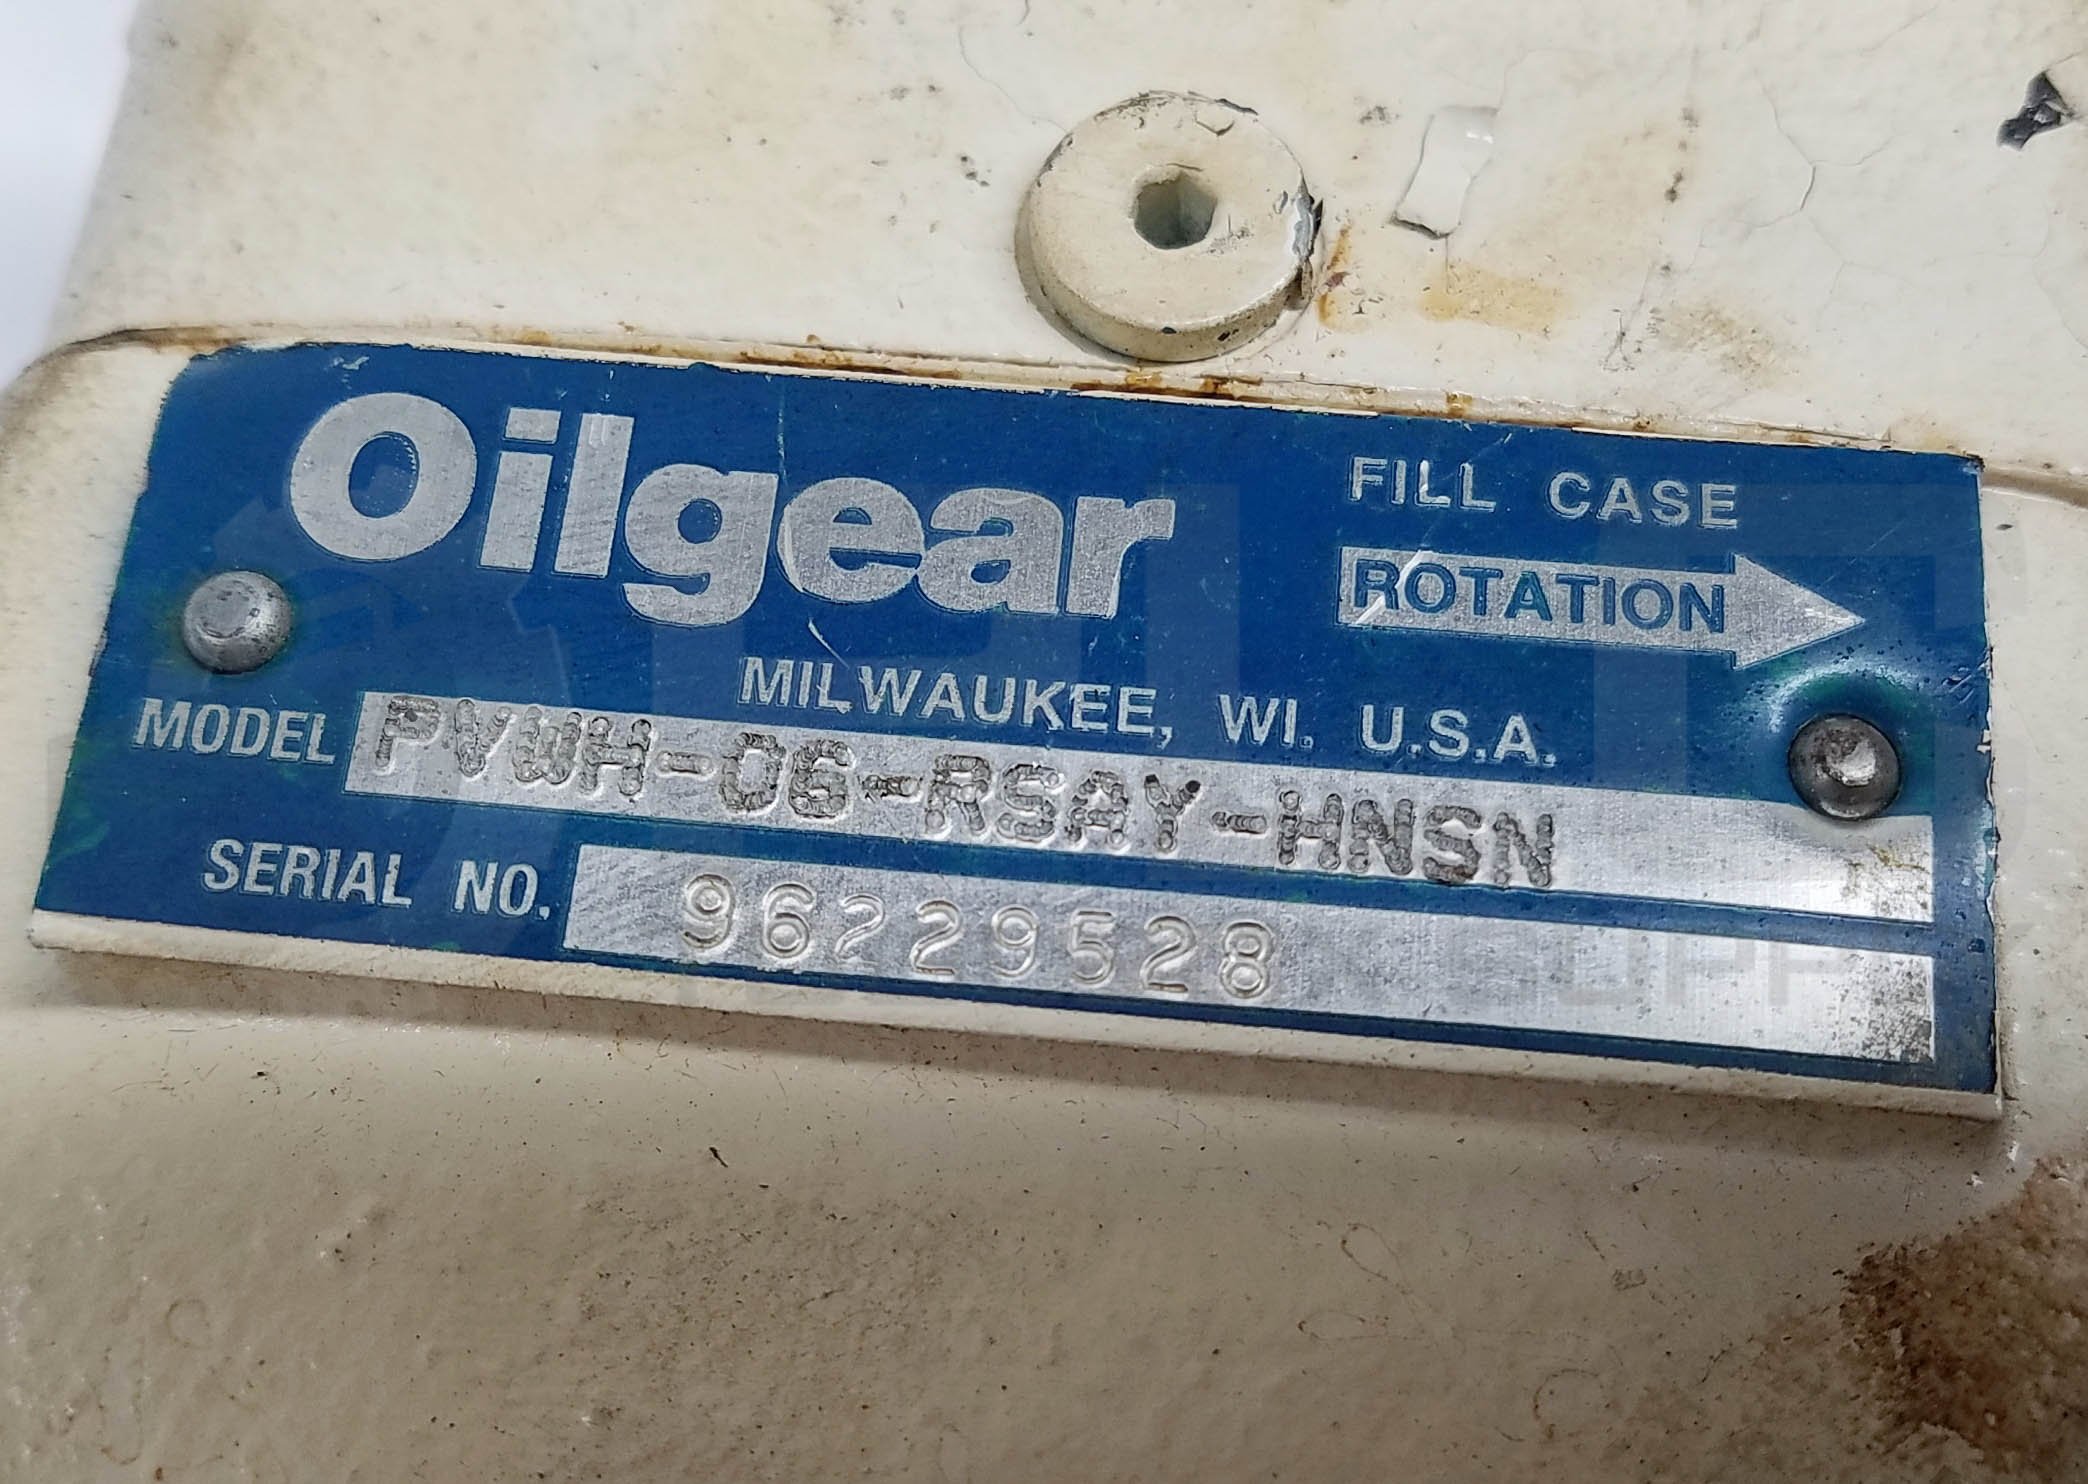 Oilgear
FILL CASE
ROTATION
MILWAUKEE, WI. U.S.A.
MODEL PVWH-06-RSAY-HNSN
SERIAL NO. 96229528